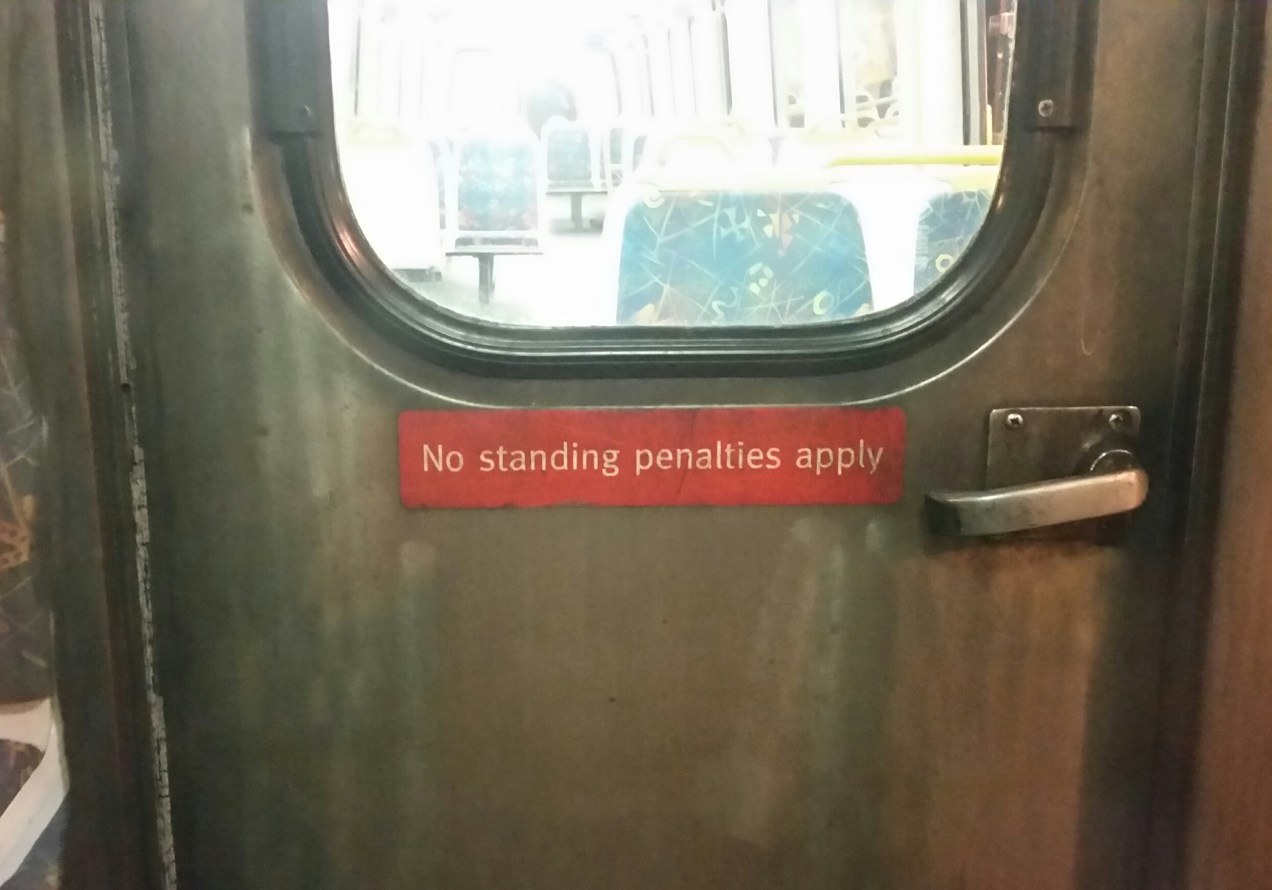 No standing penalties apply